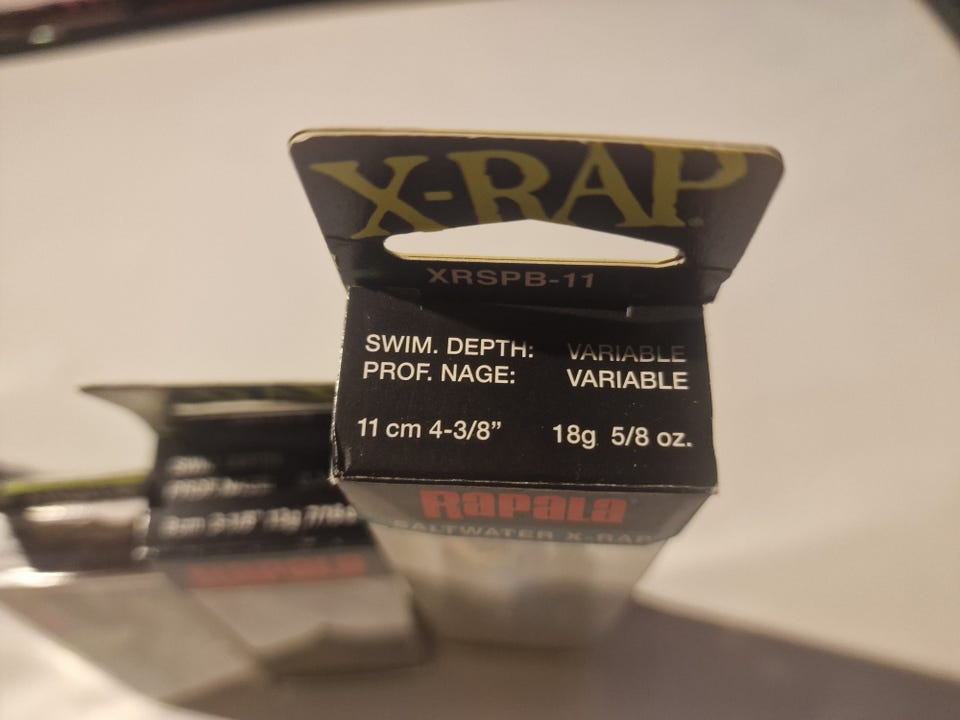 X-RAP
XRSPB-11
SWIM. DEPTH: VARIABLE
PROF. NAGE: VARIABLE
11 cm 4-3/8” 18g 5/8 oz.
Rapala
SALTWATER X-RAP